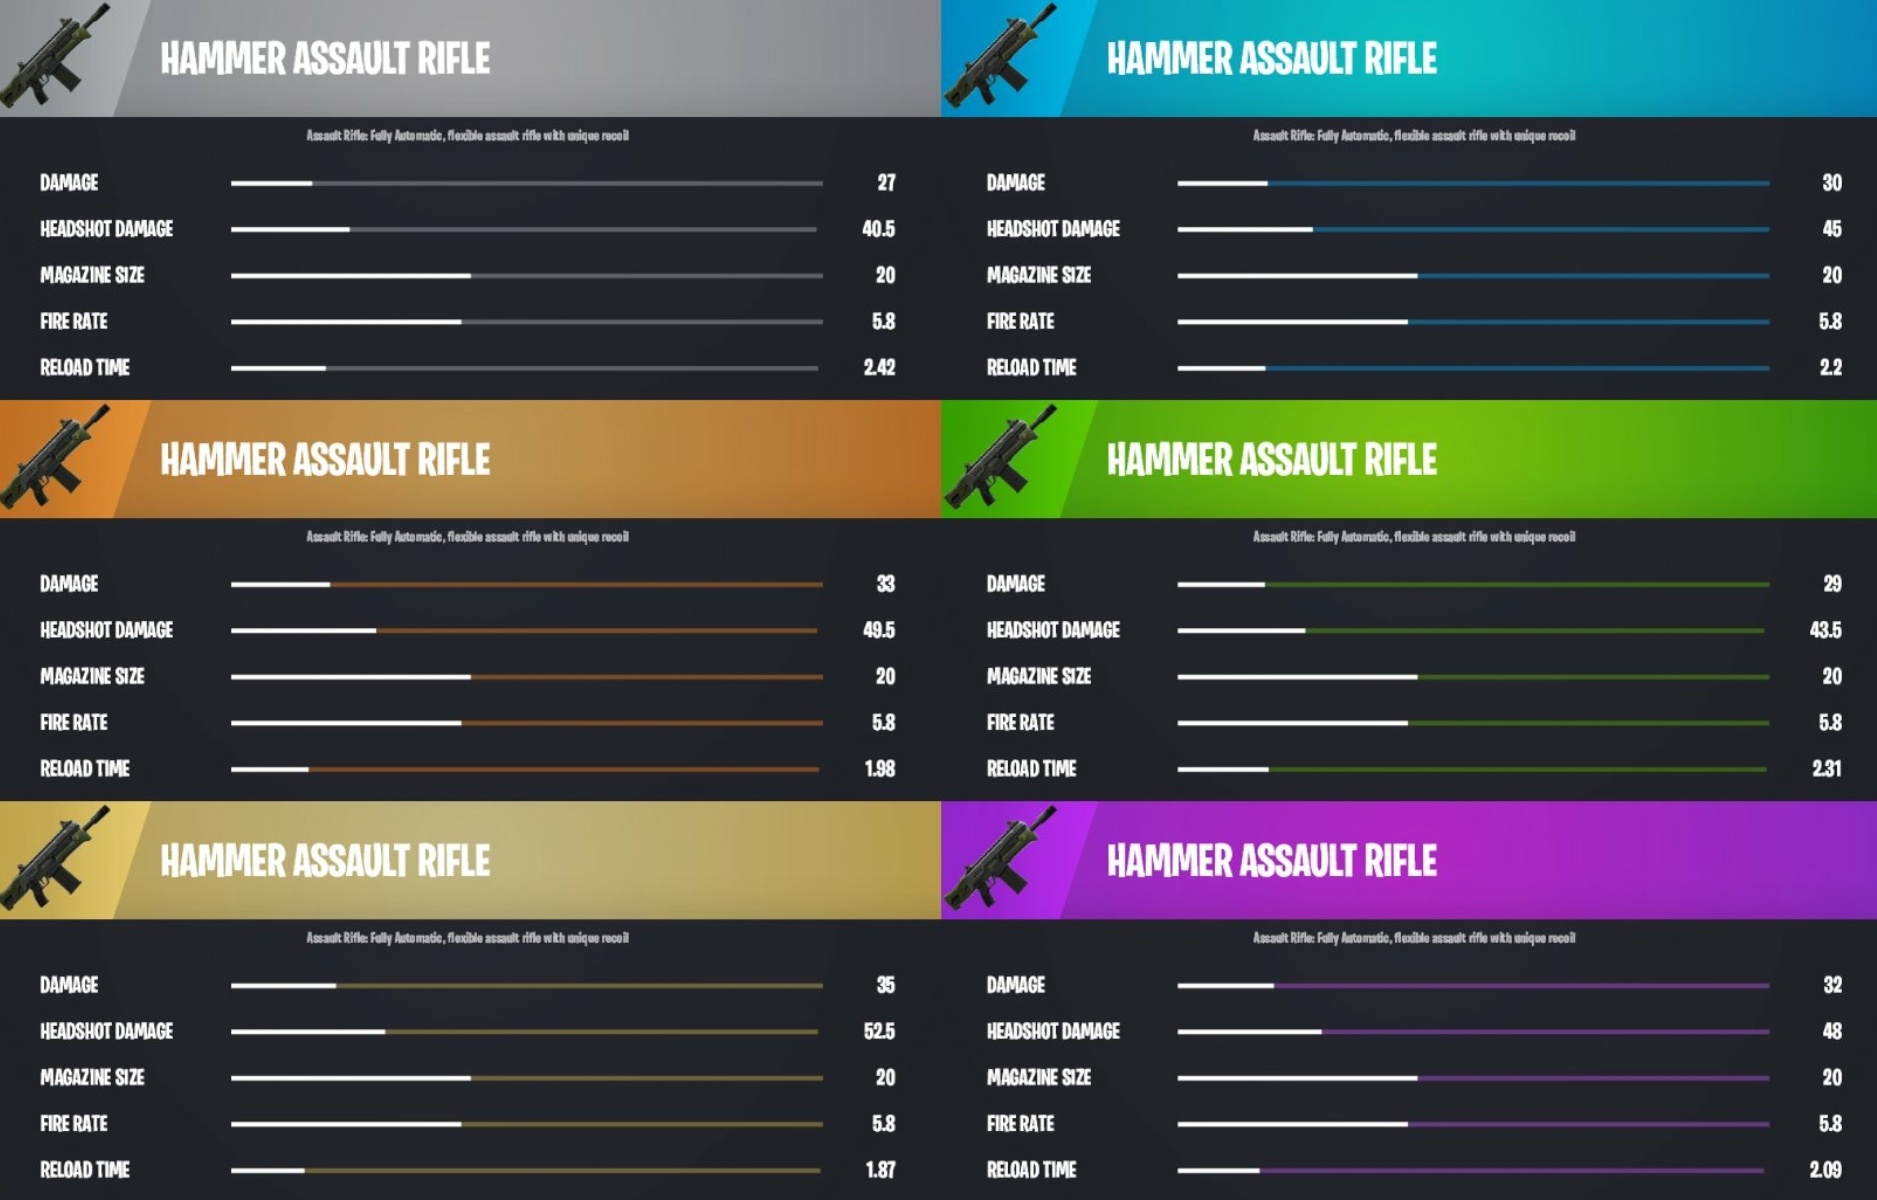 HAMMER ASSAULT RIFLE
Assault Rifle: Fully Automatic, flexible assault rifle with unique recoil
DAMAGE 27
HEADSHOT DAMAGE 40.5
MAGAZINE SIZE 20
FIRE RATE 5.8
RELOAD TIME 2.42
HAMMER ASSAULT RIFLE
Assault Rifle: Fully Automatic, flexible assault rifle with unique recoil
DAMAGE 30
HEADSHOT DAMAGE 45
MAGAZINE SIZE 20
FIRE RATE 5.8
RELOAD TIME 2.2
HAMMER ASSAULT RIFLE
Assault Rifle: Fully Automatic, flexible assault rifle with unique recoil
DAMAGE 33
HEADSHOT DAMAGE 49.5
MAGAZINE SIZE 20
FIRE RATE 5.8
RELOAD TIME 1.98
HAMMER ASSAULT RIFLE
Assault Rifle: Fully Automatic, flexible assault rifle with unique recoil
DAMAGE 29
HEADSHOT DAMAGE 43.5
MAGAZINE SIZE 20
FIRE RATE 5.8
RELOAD TIME 2.31
HAMMER ASSAULT RIFLE
Assault Rifle: Fully Automatic, flexible assault rifle with unique recoil
DAMAGE 35
HEADSHOT DAMAGE 52.5
MAGAZINE SIZE 20
FIRE RATE 5.8
RELOAD TIME 1.87
HAMMER ASSAULT RIFLE
Assault Rifle: Fully Automatic, flexible assault rifle with unique recoil
DAMAGE 32
HEADSHOT DAMAGE 48
MAGAZINE SIZE 20
FIRE RATE 5.8
RELOAD TIME 2.09